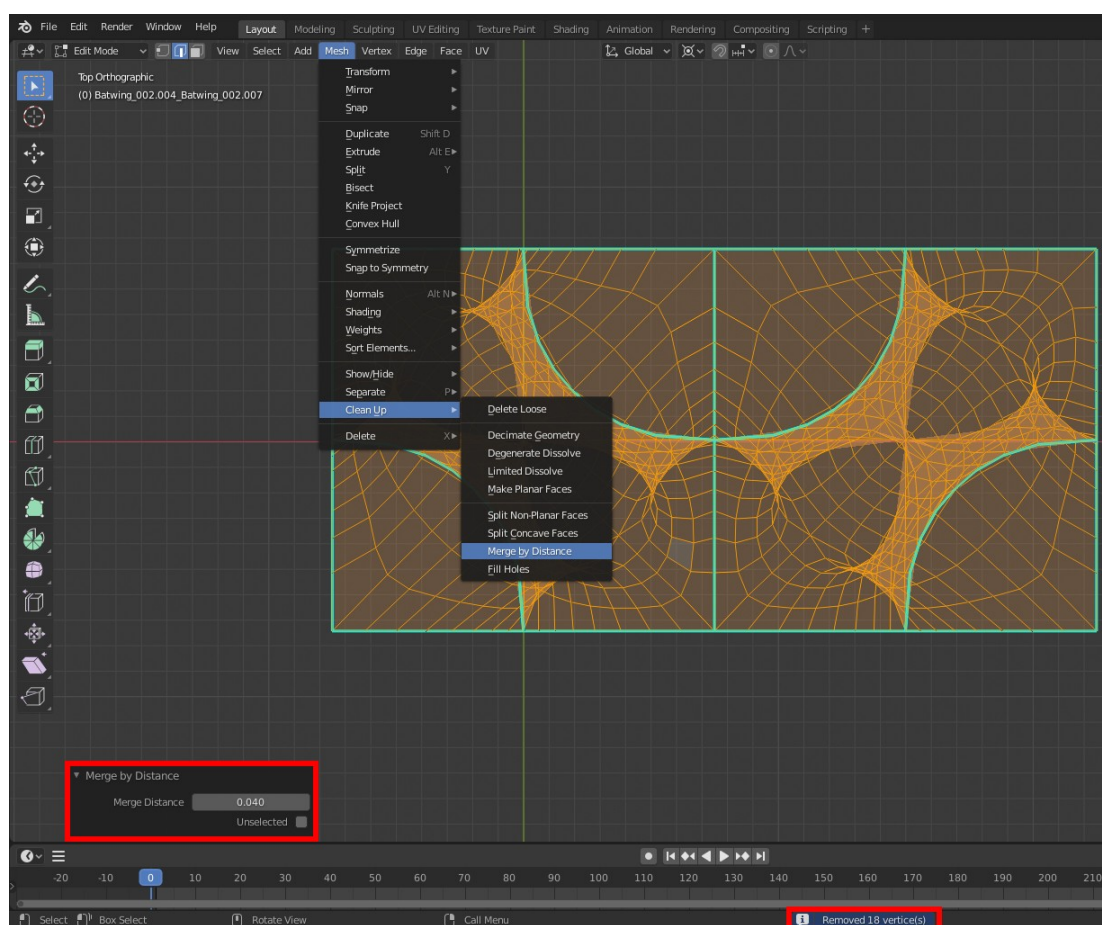 File Edit Render Window Help Layout Modeling Sculpting UV Editing Texture Paint Shading Animation Rendering Compositing Scripting +
Edit Mode View Select Add Mesh Vertex Edge Face UV Global
Top Orthographic
(0) Batwing_002.004_Batwing_002.007
Transform
Mirror
Snap
Duplicate Shift D
Extrude Alt E
Split Y
Bisect
Knife Project
Convex Hull
Symmetrize
Snap to Symmetry
Normals Alt N
Shading
Weights
Sort Elements...
Show/Hide
Separate P
Clean Up
Delete X
Delete Loose
Decimate Geometry
Degenerate Dissolve
Limited Dissolve
Make Planar Faces
Split Non-Planar Faces
Split Concave Faces
Merge by Distance
Fill Holes
Merge by Distance
Merge Distance 0.040
Unselected
-20 -10 0 10 20 30 40 50 60 70 80 90 100 110 120 130 140 150 160 170 180 190 200 210
Select Box Select Rotate View Call Menu Removed 18 vertice(s)